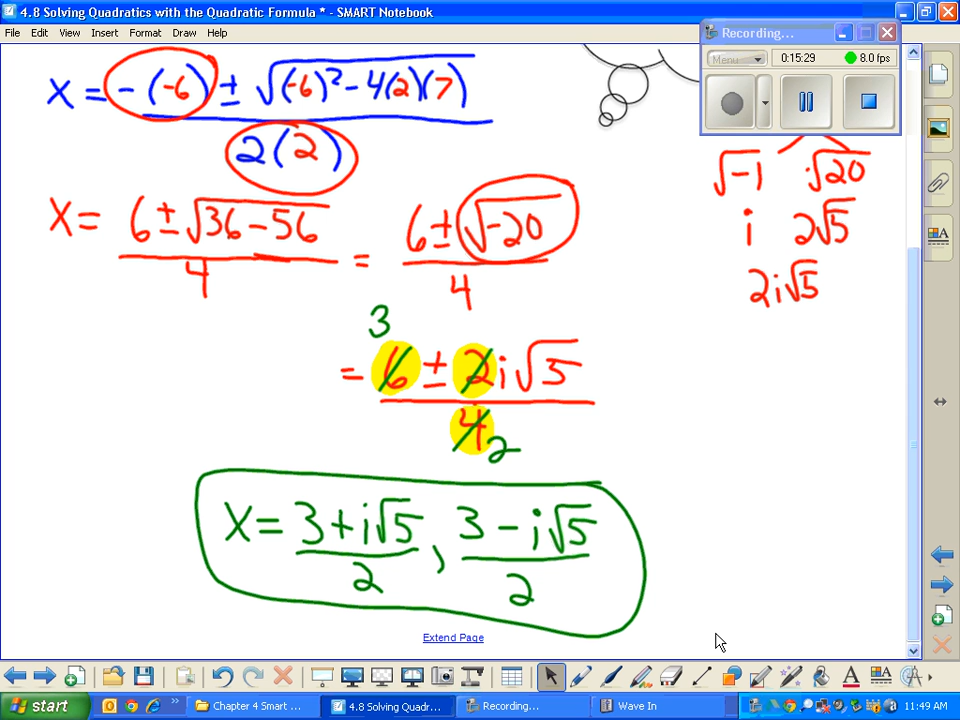 4.8 Solving Quadratics with the Quadratic Formula * - SMART Notebook
File Edit View Insert Format Draw Help
Recording...
Menu 0:15:29 8.0 fps
x = -(-6) ± √(-6)² - 4(2)(7)
2(2)
√-1 √20
i 2√5
2i√5
x = 6 ± √36 - 56 = 6 ± √-20
4 4
3
= 6 ± 2i√5
4 2
x = 3 + i√5 , 3 - i√5
2 2
Extend Page
start Chapter 4 Smart ... 4.8 Solving Quadr... Recording... Wave In 11:49 AM